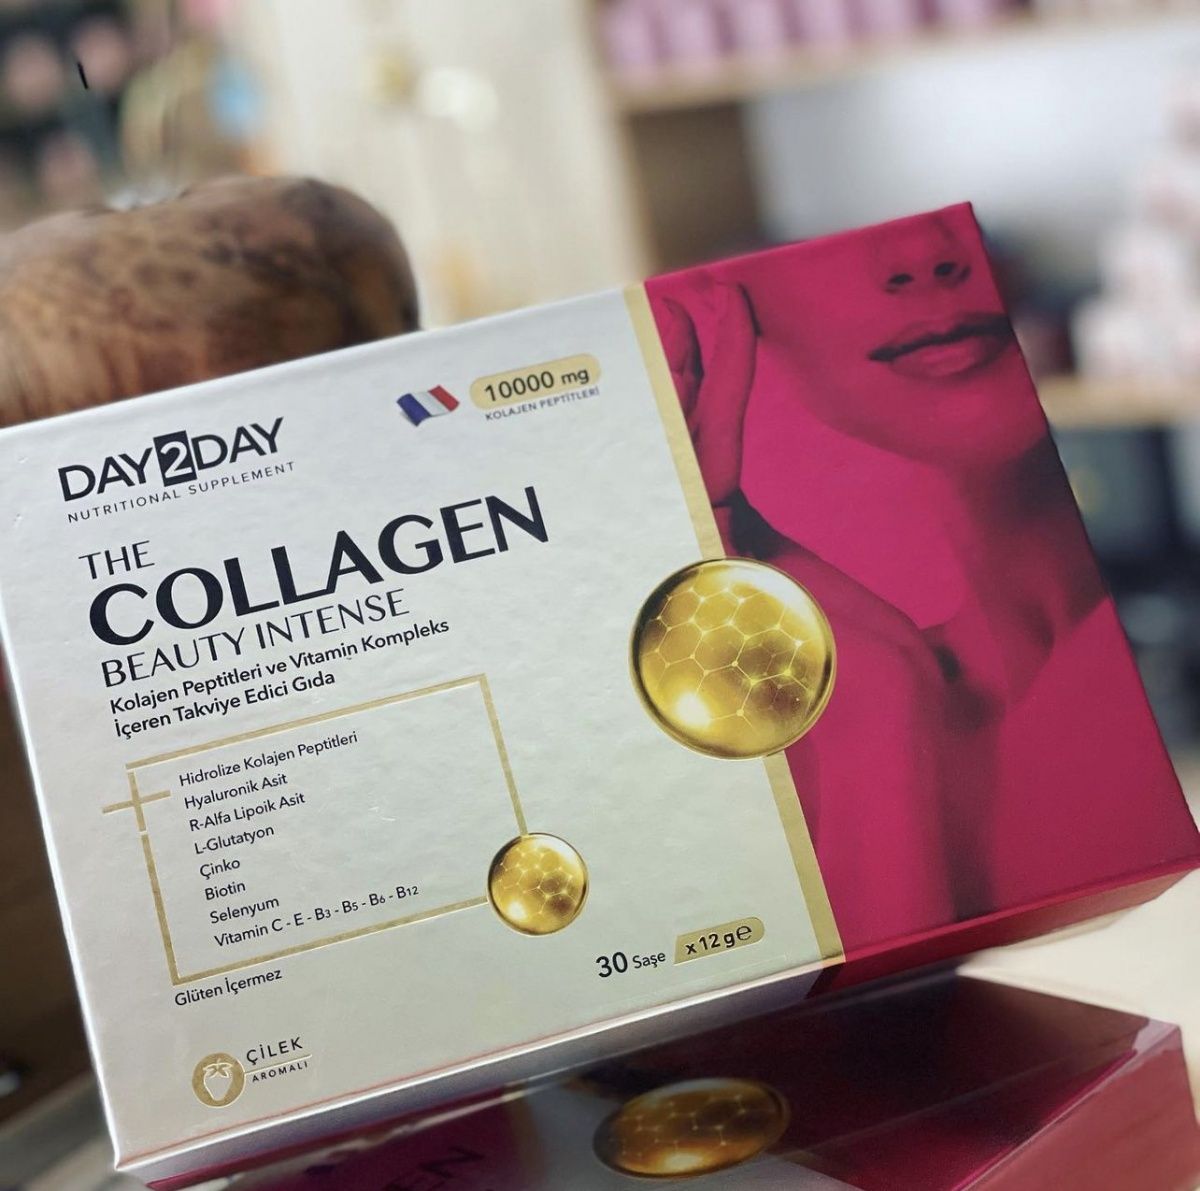 10000 mg
KOLAJEN PEPTİTLERİ
DAY2DAY
NUTRITIONAL SUPPLEMENT
THE
COLLAGEN
BEAUTY INTENSE
Kolajen Peptitleri ve Vitamin Kompleks
İçeren Takviye Edici Gıda
Hidrolize Kolajen Peptitleri
Hyaluronik Asit
R-Alfa Lipoik Asit
L-Glutatyon
Çinko
Biotin
Selenyum
Vitamin C - E - B3 - B5 - B6 - B12
30 Saşe x 12 g℮
Glüten İçermez
ÇİLEK
AROMALI